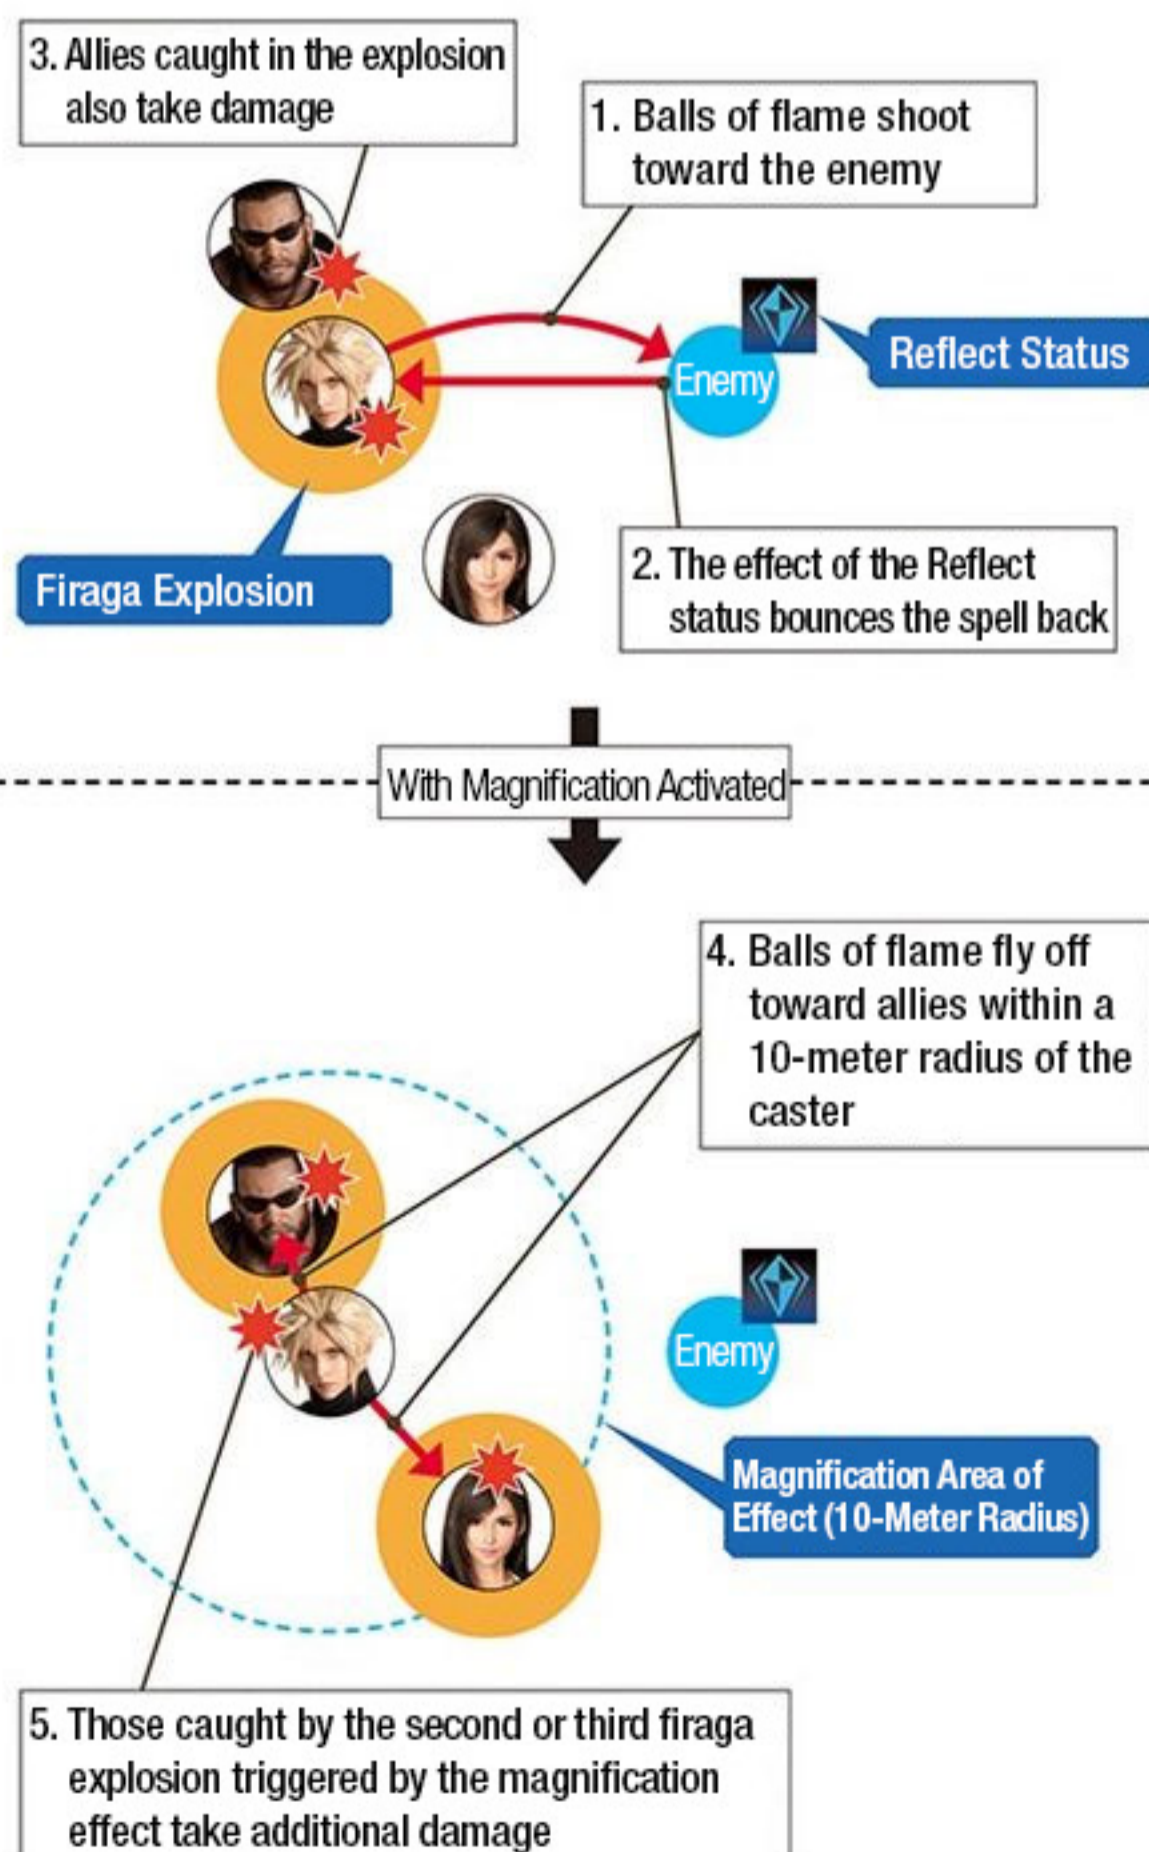 3. Allies caught in the explosion
also take damage
1. Balls of flame shoot
toward the enemy
Reflect Status
Enemy
Firaga Explosion
2. The effect of the Reflect
status bounces the spell back
With Magnification Activated
4. Balls of flame fly off
toward allies within a
10-meter radius of the
caster
Enemy
Magnification Area of
Effect (10-Meter Radius)
5. Those caught by the second or third firaga
explosion triggered by the magnification
effect take additional damage